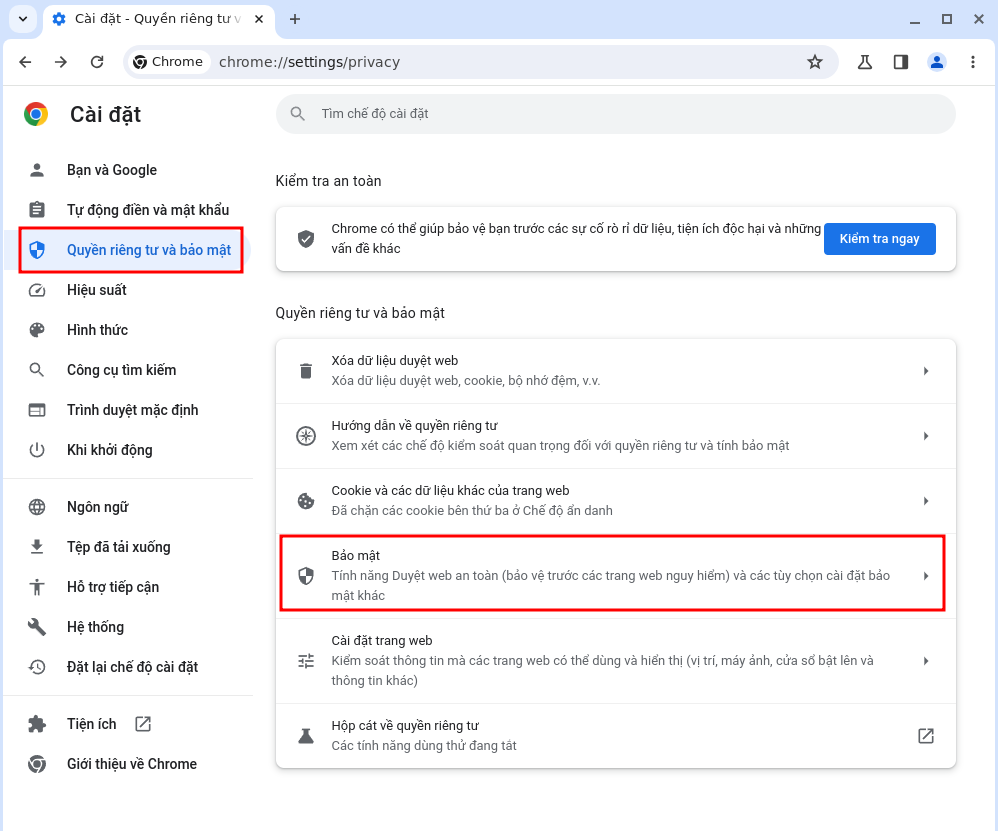 Cài đặt - Quyền riêng tư v
Chrome
chrome://settings/privacy
Cài đặt
Tìm chế độ cài đặt
Bạn và Google
Tự động điền và mật khẩu
Quyền riêng tư và bảo mật
Hiệu suất
Hình thức
Công cụ tìm kiếm
Trình duyệt mặc định
Khi khởi động
Ngôn ngữ
Tệp đã tải xuống
Hỗ trợ tiếp cận
Hệ thống
Đặt lại chế độ cài đặt
Tiện ích
Giới thiệu về Chrome
Kiểm tra an toàn
Chrome có thể giúp bảo vệ bạn trước các sự cố rò rỉ dữ liệu, tiện ích độc hại và những
vấn đề khác
Kiểm tra ngay
Quyền riêng tư và bảo mật
Xóa dữ liệu duyệt web
Xóa dữ liệu duyệt web, cookie, bộ nhớ đệm, v.v.
Hướng dẫn về quyền riêng tư
Xem xét các chế độ kiểm soát quan trọng đối với quyền riêng tư và tính bảo mật
Cookie và các dữ liệu khác của trang web
Đã chặn các cookie bên thứ ba ở Chế độ ẩn danh
Bảo mật
Tính năng Duyệt web an toàn (bảo vệ trước các trang web nguy hiểm) và các tùy chọn cài đặt bảo
mật khác
Cài đặt trang web
Kiểm soát thông tin mà các trang web có thể dùng và hiển thị (vị trí, máy ảnh, cửa sổ bật lên và
thông tin khác)
Hộp cát về quyền riêng tư
Các tính năng dùng thử đang tắt